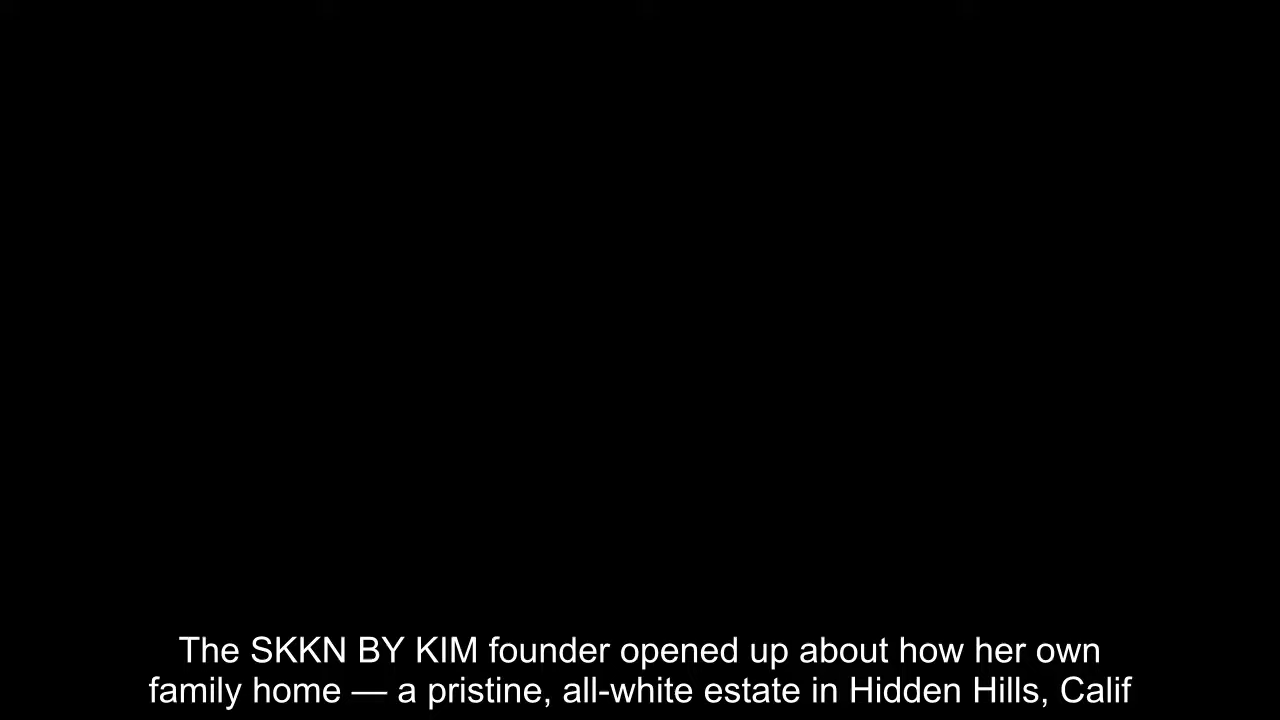 The SKKN BY KIM founder opened up about how her own
family home — a pristine, all-white estate in Hidden Hills, Calif